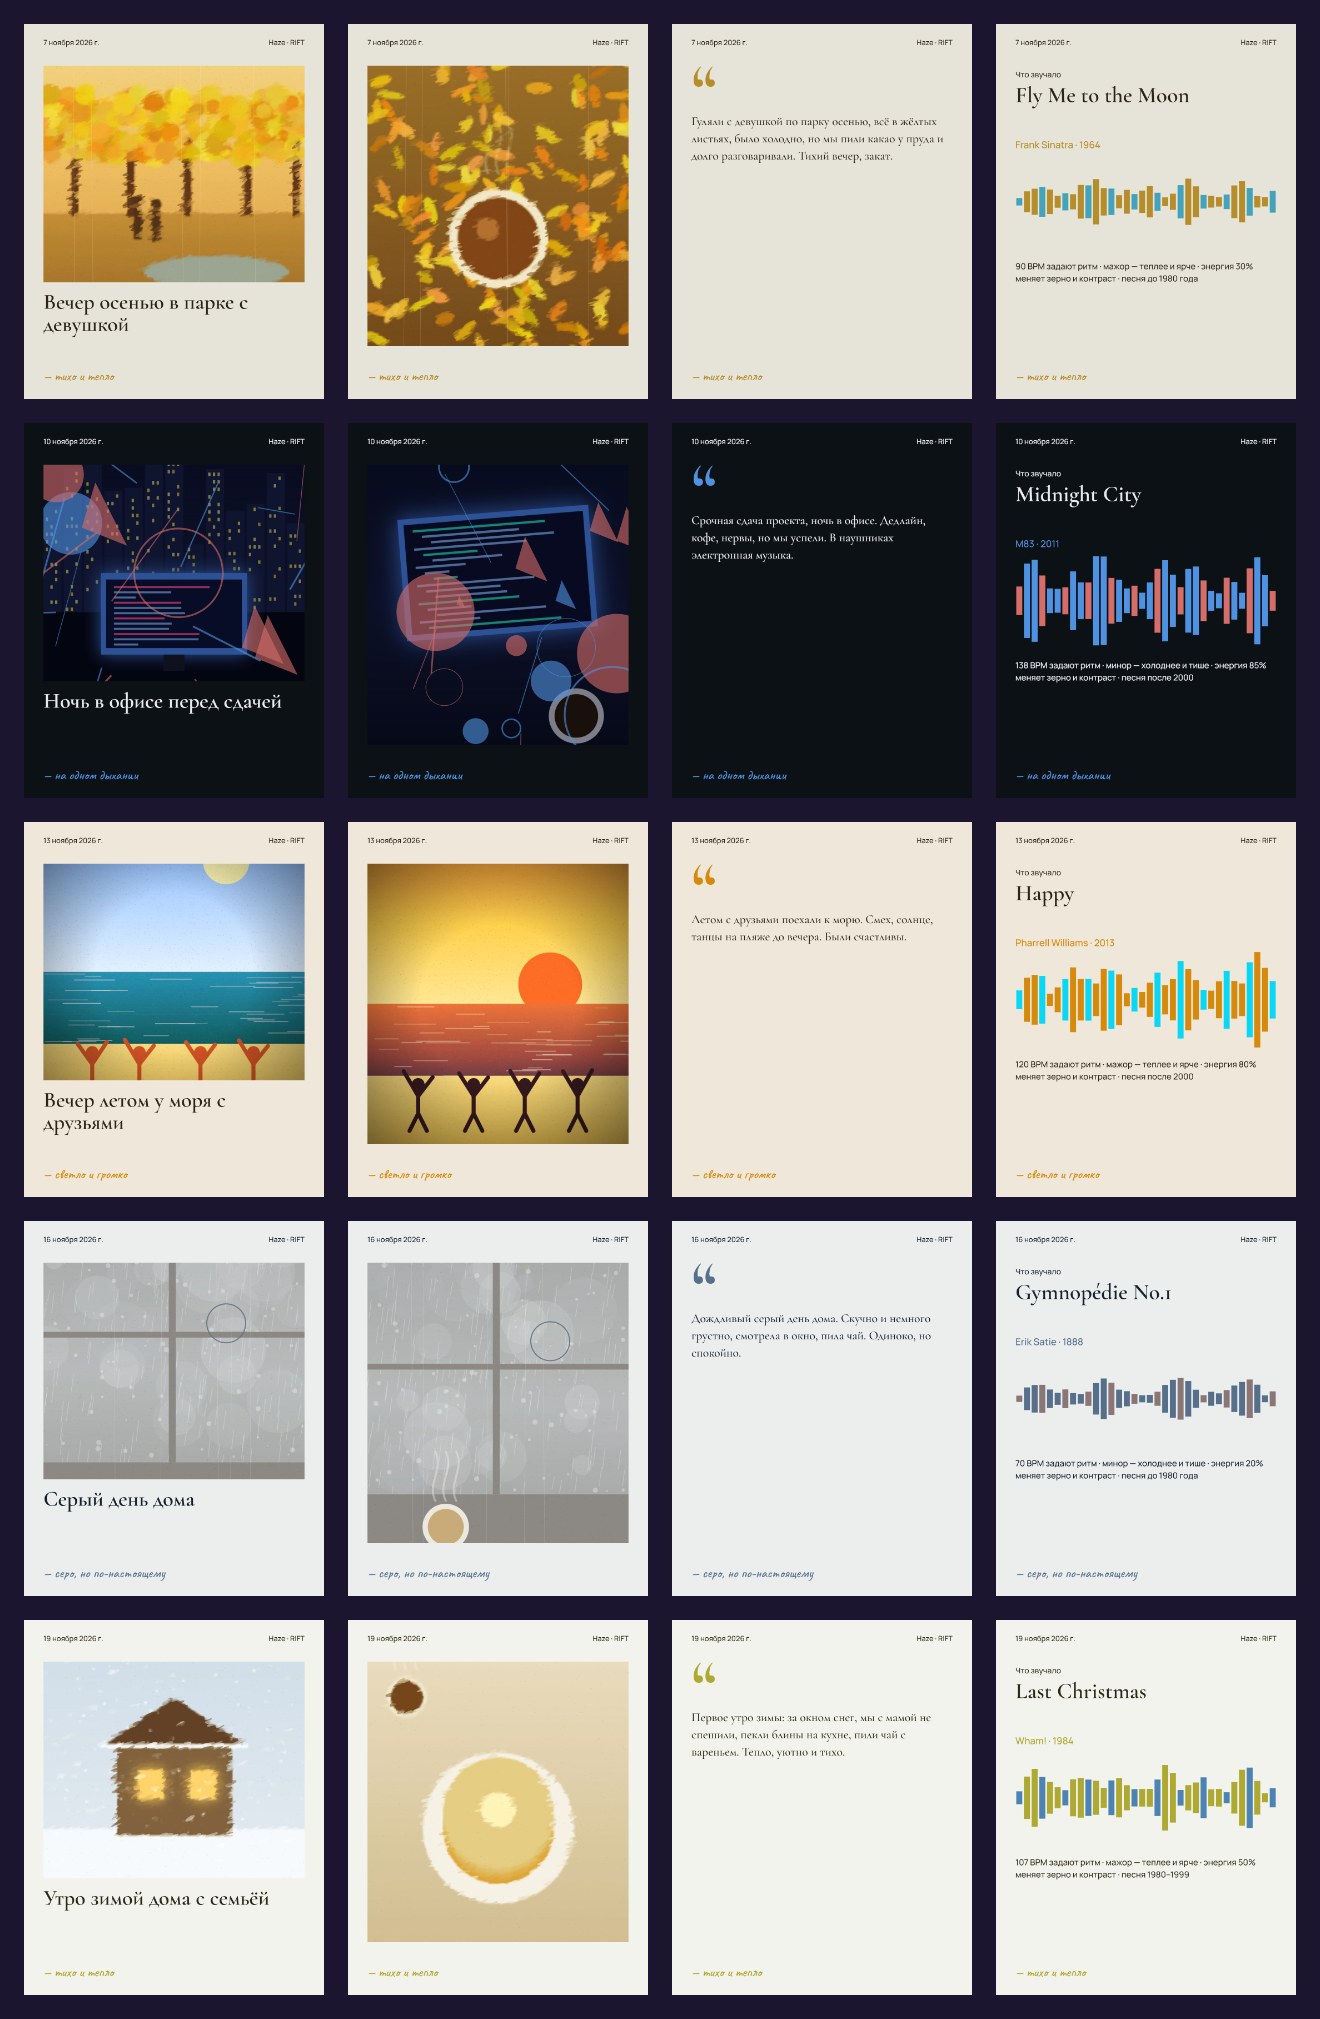 7 ноября 2026 г.
Haze · RIFT
Вечер осенью в парке с
девушкой
— тихо и тепло
7 ноября 2026 г.
Haze · RIFT
— тихо и тепло
7 ноября 2026 г.
Haze · RIFT
“
Гуляли с девушкой по парку осенью, всё в жёлтых
листьях, было холодно, но мы пили какао у пруда и
долго разговаривали. Тихий вечер, закат.
— тихо и тепло
7 ноября 2026 г.
Haze · RIFT
Что звучало
Fly Me to the Moon
Frank Sinatra · 1964
90 BPM задают ритм · мажор — теплее и ярче · энергия 30%
меняет зерно и контраст · песня до 1980 года
— тихо и тепло
10 ноября 2026 г.
Haze · RIFT
Ночь в офисе перед сдачей
— на одном дыхании
10 ноября 2026 г.
Haze · RIFT
— на одном дыхании
10 ноября 2026 г.
Haze · RIFT
“
Срочная сдача проекта, ночь в офисе. Дедлайн,
кофе, нервы, но мы успели. В наушниках
электронная музыка.
— на одном дыхании
10 ноября 2026 г.
Haze · RIFT
Что звучало
Midnight City
M83 · 2011
138 BPM задают ритм · минор — холоднее и тише · энергия 85%
меняет зерно и контраст · песня после 2000
— на одном дыхании
13 ноября 2026 г.
Haze · RIFT
Вечер летом у моря с
друзьями
— светло и громко
13 ноября 2026 г.
Haze · RIFT
— светло и громко
13 ноября 2026 г.
Haze · RIFT
“
Летом с друзьями поехали к морю. Смех, солнце,
танцы на пляже до вечера. Были счастливы.
— светло и громко
13 ноября 2026 г.
Haze · RIFT
Что звучало
Happy
Pharrell Williams · 2013
120 BPM задают ритм · мажор — теплее и ярче · энергия 80%
меняет зерно и контраст · песня после 2000
— светло и громко
16 ноября 2026 г.
Haze · RIFT
Серый день дома
— серо, но по-настоящему
16 ноября 2026 г.
Haze · RIFT
— серо, но по-настоящему
16 ноября 2026 г.
Haze · RIFT
“
Дождливый серый день дома. Скучно и немного
грустно, смотрела в окно, пила чай. Одиноко, но
спокойно.
— серо, но по-настоящему
16 ноября 2026 г.
Haze · RIFT
Что звучало
Gymnopédie No.1
Erik Satie · 1888
70 BPM задают ритм · минор — холоднее и тише · энергия 20%
меняет зерно и контраст · песня до 1980 года
— серо, но по-настоящему
19 ноября 2026 г.
Haze · RIFT
Утро зимой дома с семьёй
— тихо и тепло
19 ноября 2026 г.
Haze · RIFT
— тихо и тепло
19 ноября 2026 г.
Haze · RIFT
“
Первое утро зимы: за окном снег, мы с мамой не
спешили, пекли блины на кухне, пили чай с
вареньем. Тепло, уютно и тихо.
— тихо и тепло
19 ноября 2026 г.
Haze · RIFT
Что звучало
Last Christmas
Wham! · 1984
107 BPM задают ритм · мажор — теплее и ярче · энергия 50%
меняет зерно и контраст · песня 1980–1999
— тихо и тепло